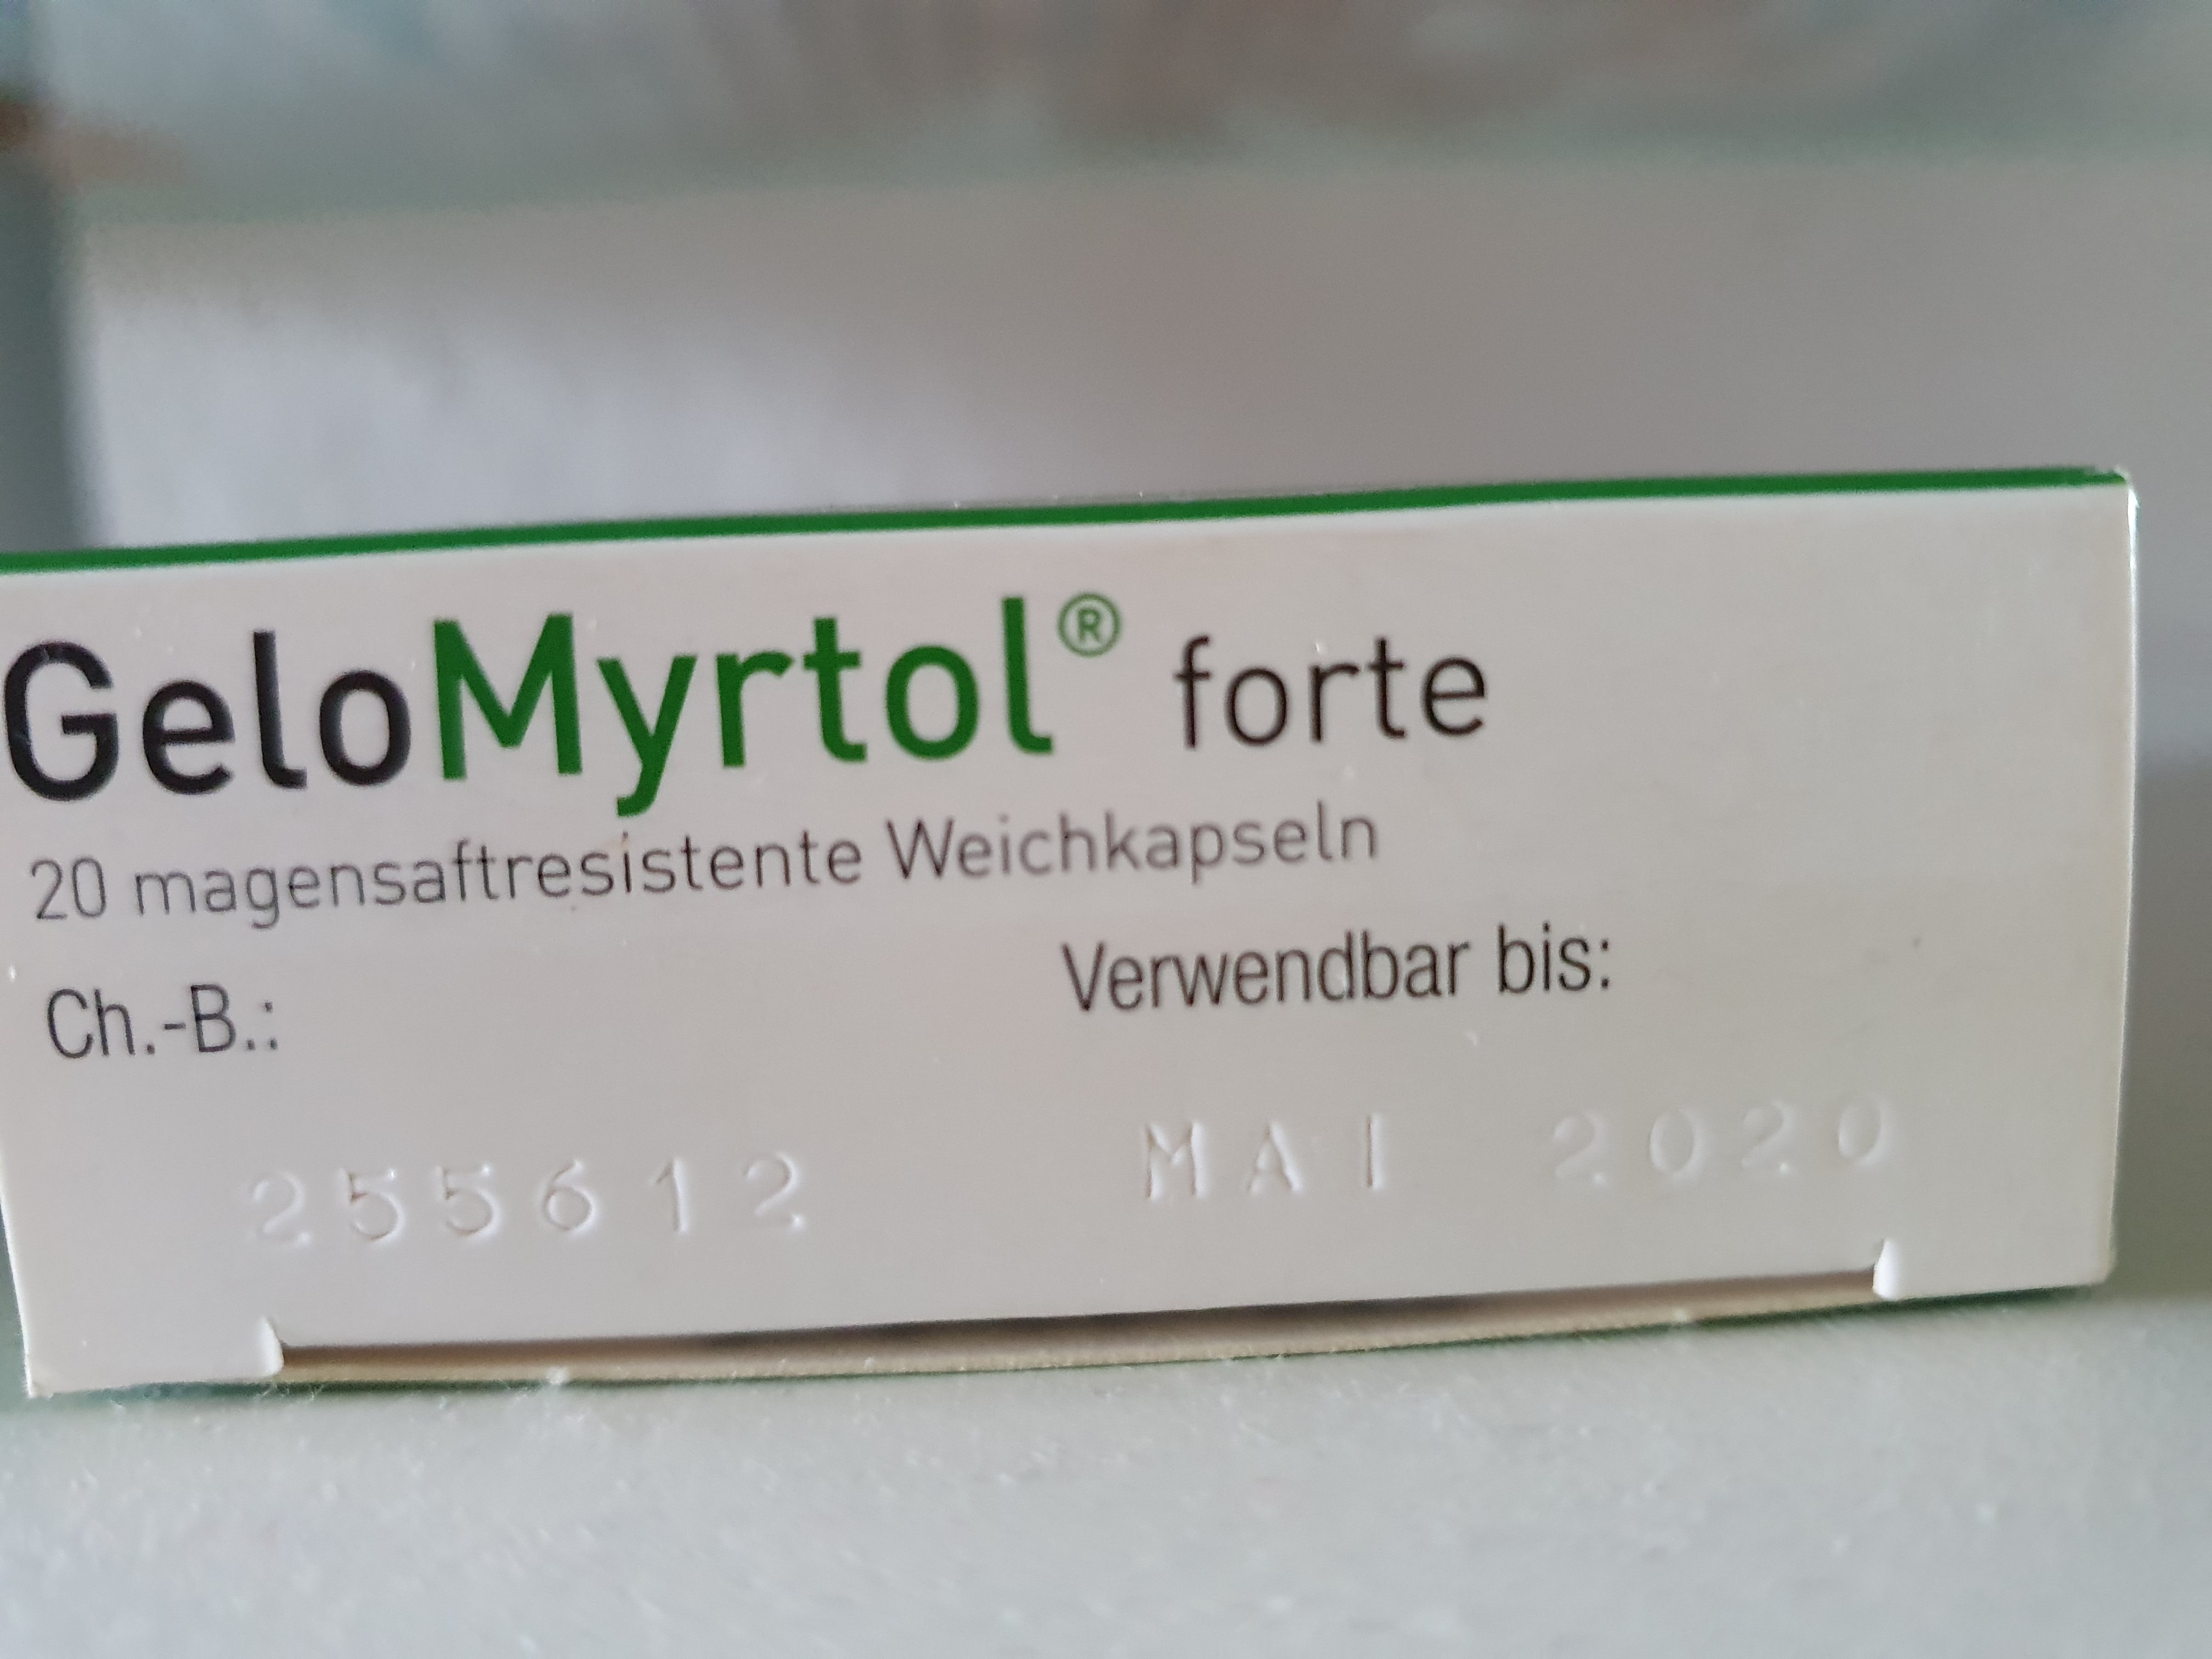 GeloMyrtol® forte
20 magensaftresistente Weichkapseln
Ch.-B.:
Verwendbar bis:
255612
MAI 2020